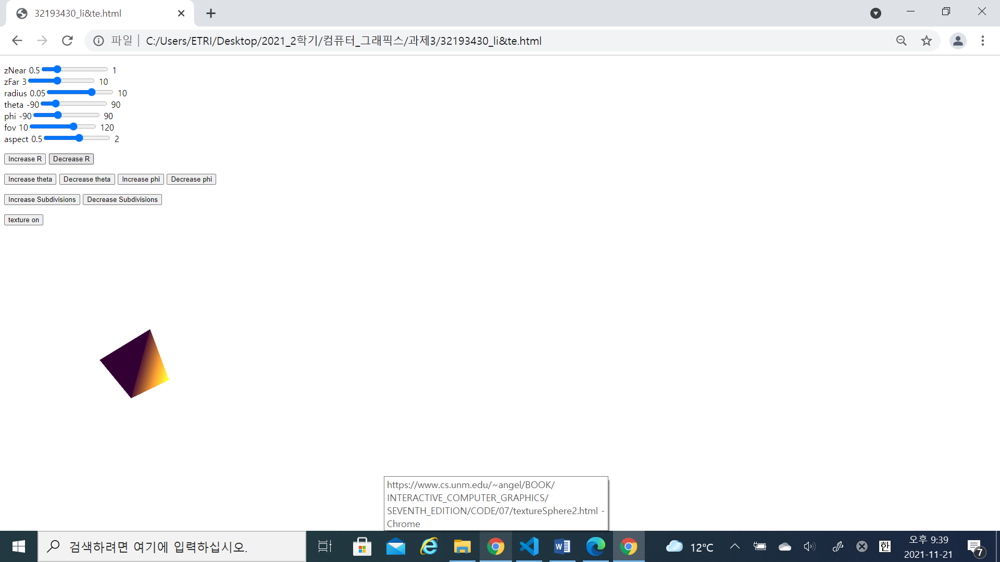 32193430_li&te.html
파일 C:/Users/ETRI/Desktop/2021_2학기/컴퓨터_그래픽스/과제3/32193430_li&te.html
zNear 0.5 1
zFar 3 10
radius 0.05 10
theta -90 90
phi -90 90
fov 10 120
aspect 0.5 2
Increase R Decrease R
Increase theta Decrease theta Increase phi Decrease phi
Increase Subdivisions Decrease Subdivisions
texture on
https://www.cs.unm.edu/~angel/BOOK/
INTERACTIVE_COMPUTER_GRAPHICS/
SEVENTH_EDITION/CODE/07/textureSphere2.html -
Chrome
검색하려면 여기에 입력하십시오.
12°C
한
오후 9:39
2021-11-21
7